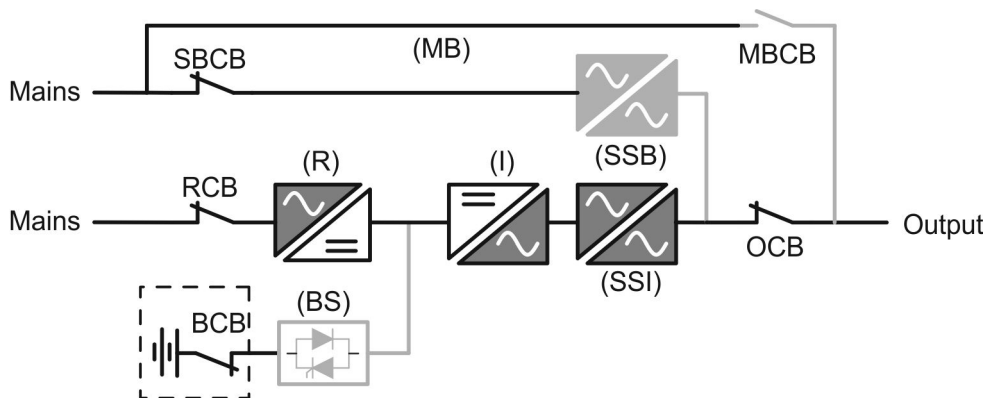 (MB)
MBCB
SBCB
Mains
(SSB)
(R)
(I)
RCB
Mains
Output
OCB
(SSI)
(BS)
BCB